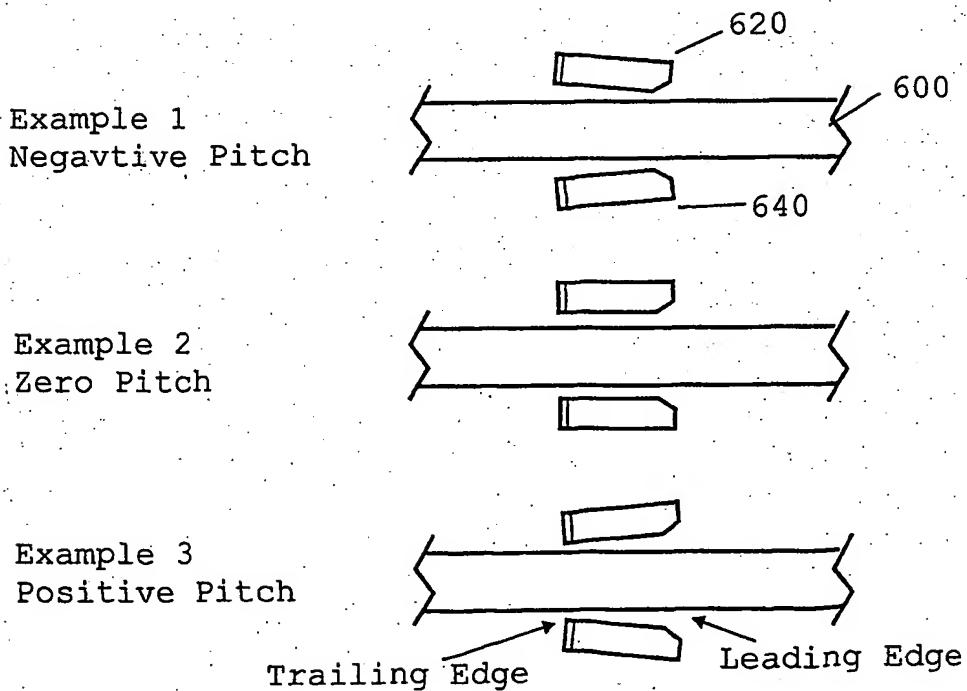 620
600
Example 1
Negavtive Pitch
640
Example 2
Zero Pitch
Example 3
Positive Pitch
Trailing Edge
Leading Edge